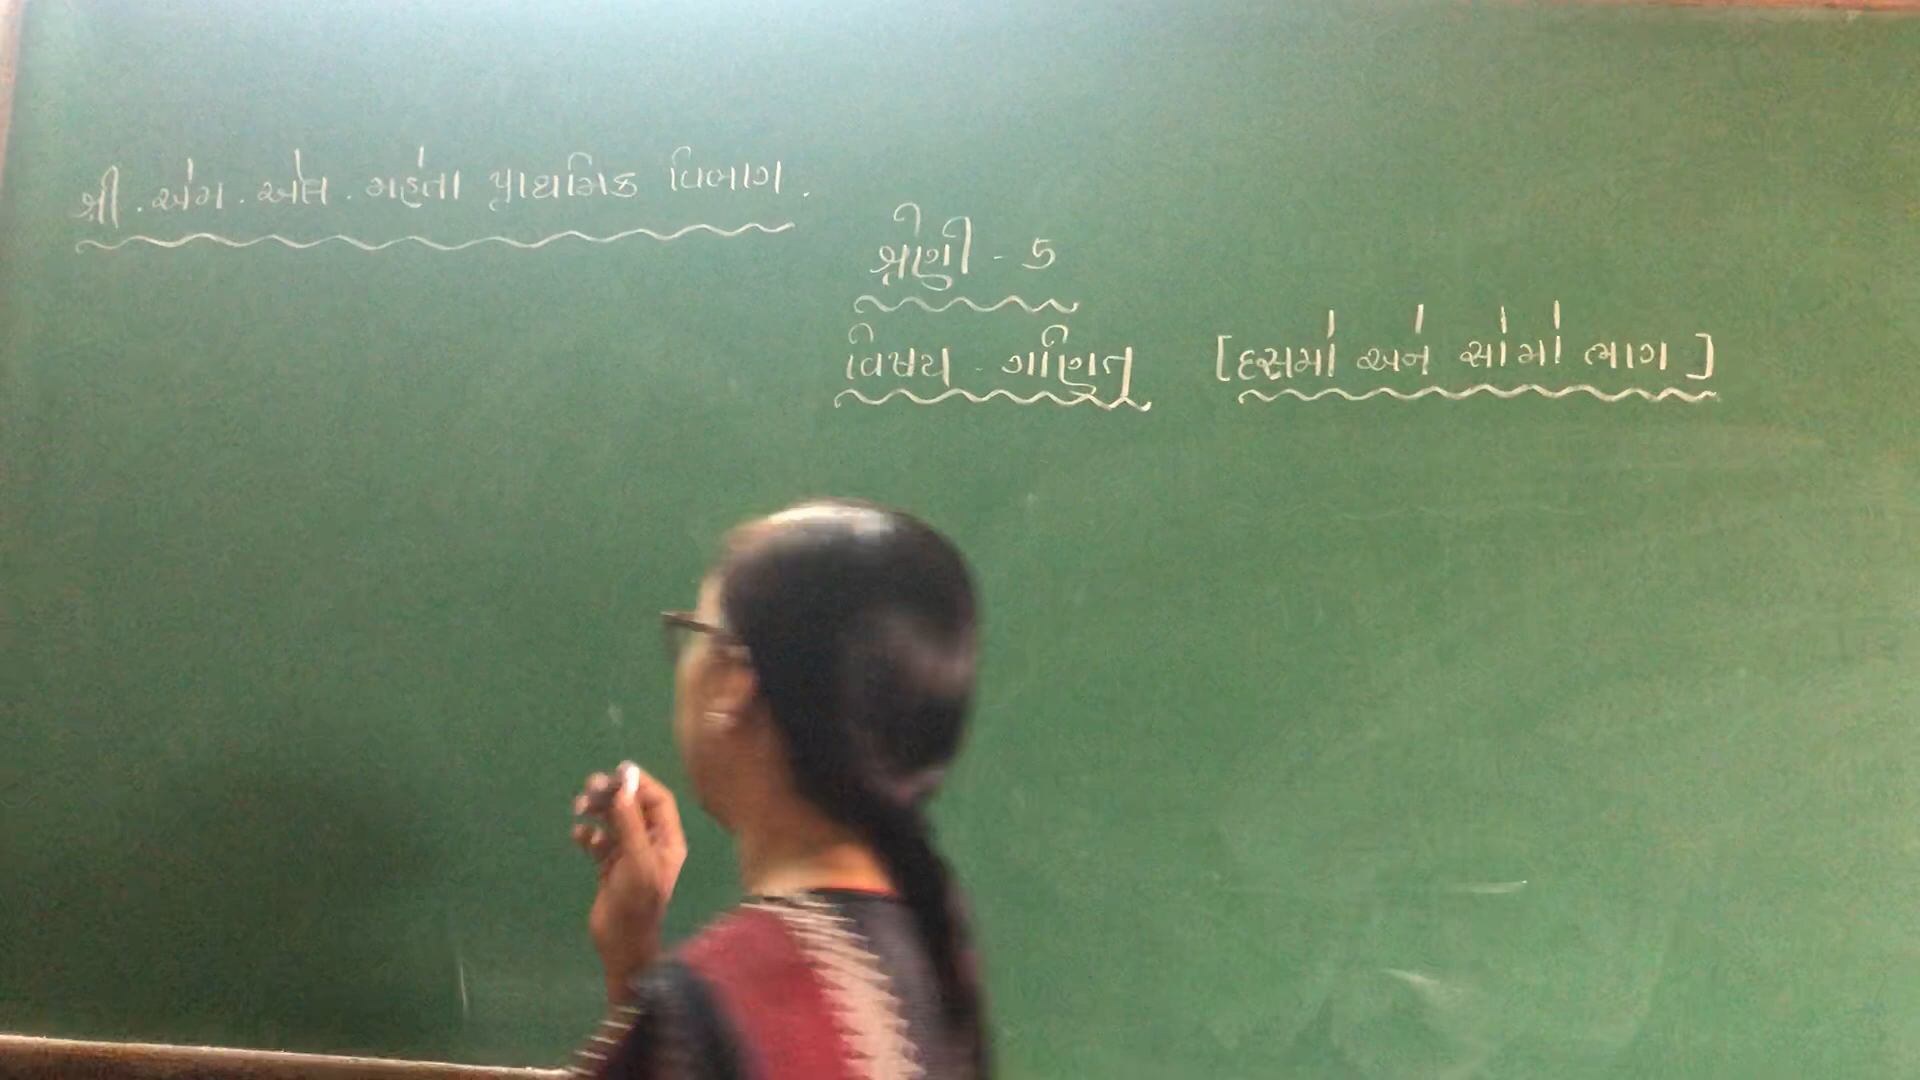 શ્રી. એમ. એલ. મહેતા પ્રાથમિક વિભાગ.
શ્રેણી - 5
વિષય - ગણિત [દસમાં અને સોમાં ભાગ]